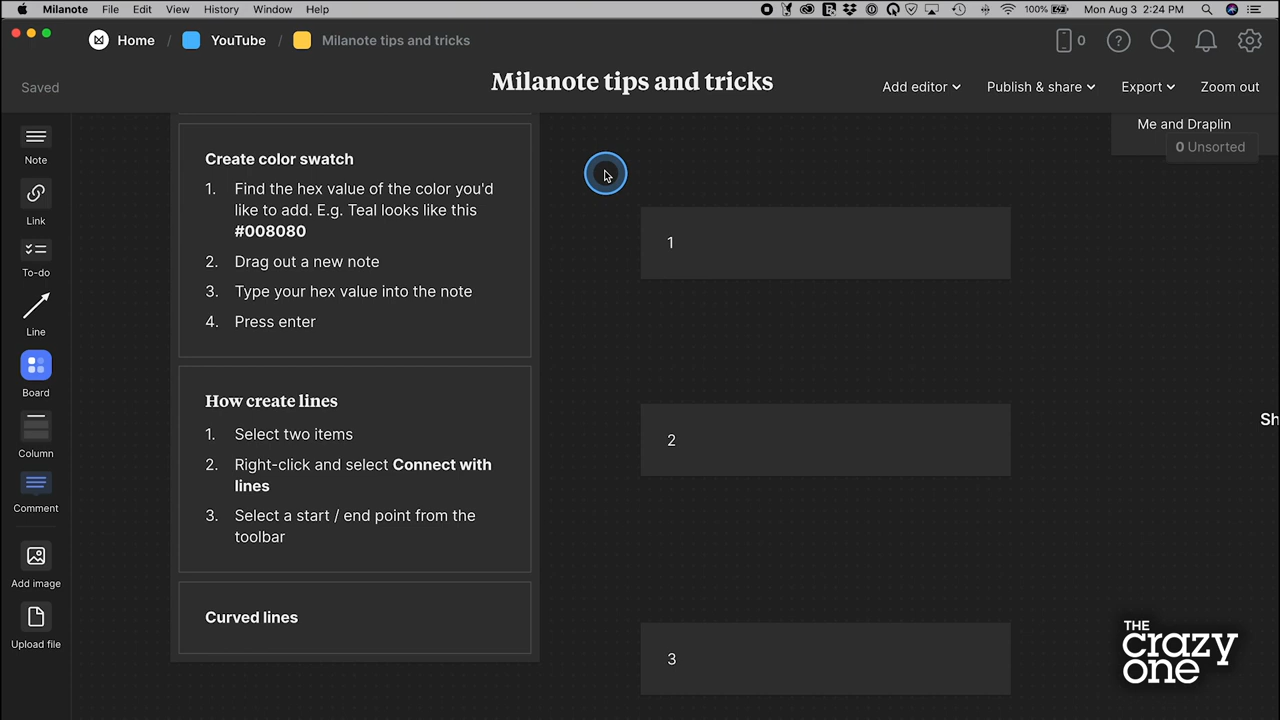 Milanote File Edit View History Window Help 100% Mon Aug 3 2:24 PM
Home / YouTube / Milanote tips and tricks 0
Saved
Milanote tips and tricks
Add editor Publish & share Export Zoom out
Me and Draplin
0 Unsorted
Note
Link
To-do
Line
Board
Column
Comment
Add image
Upload file
Create color swatch
1. Find the hex value of the color you'd
like to add. E.g. Teal looks like this
#008080
2. Drag out a new note
3. Type your hex value into the note
4. Press enter
How create lines
1. Select two items
2. Right-click and select Connect with
lines
3. Select a start / end point from the
toolbar
Curved lines
1
2
3
Sh
THE
crazy
one